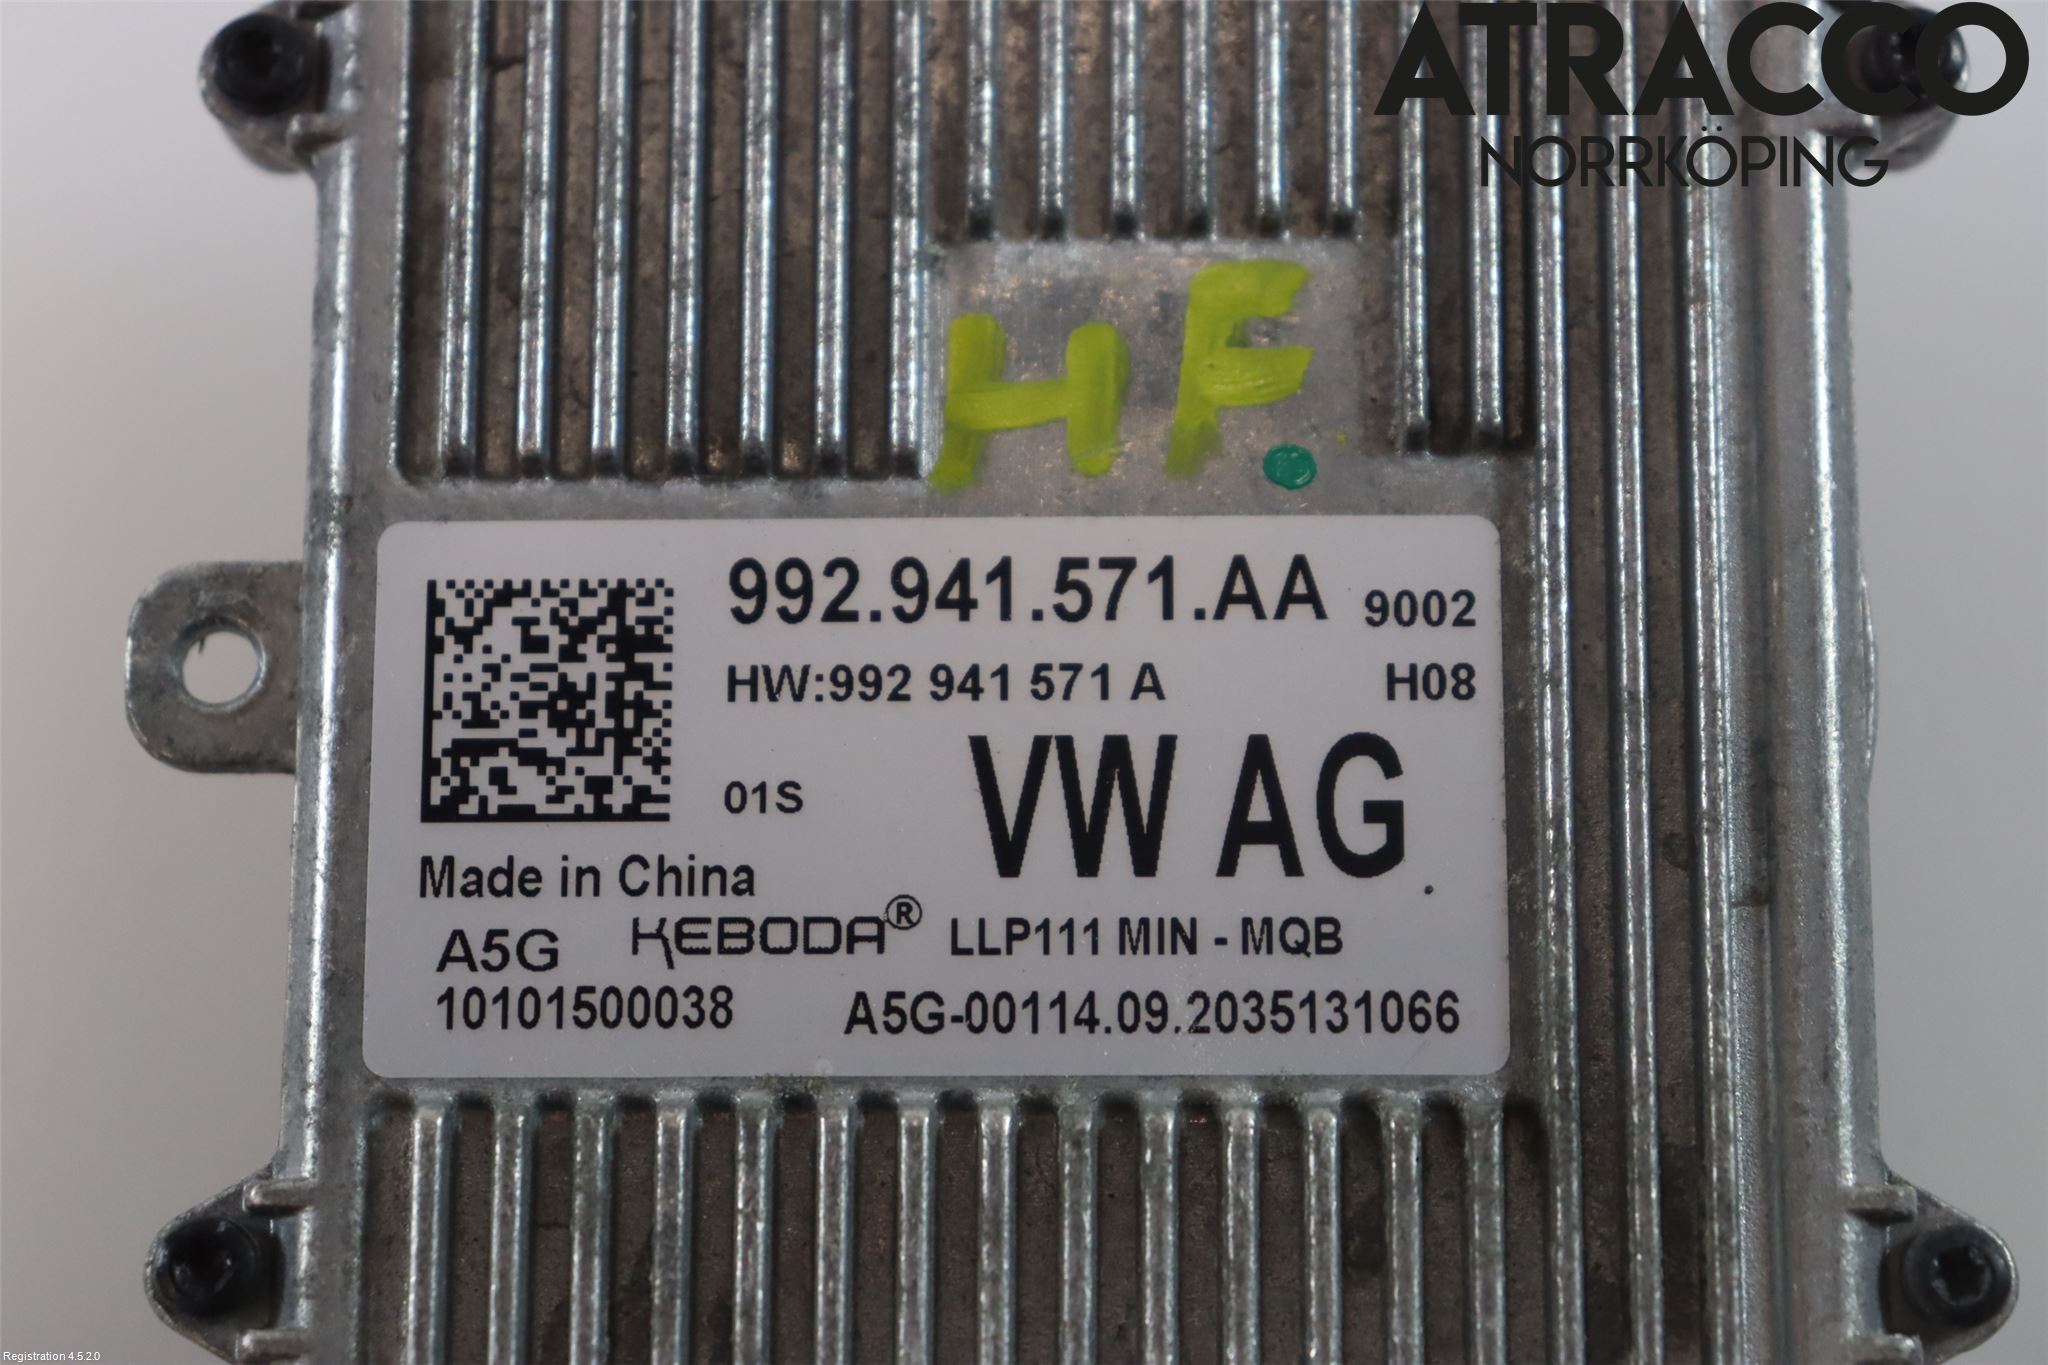 ATRACCO
NORRKÖPING
HF
992.941.571.AA 9002
HW:992 941 571 A H08
01S VW AG
Made in China
A5G KEBODA® LLP111 MIN - MQB
10101500038 A5G-00114.09.2035131066
Registration 4.5.2.0